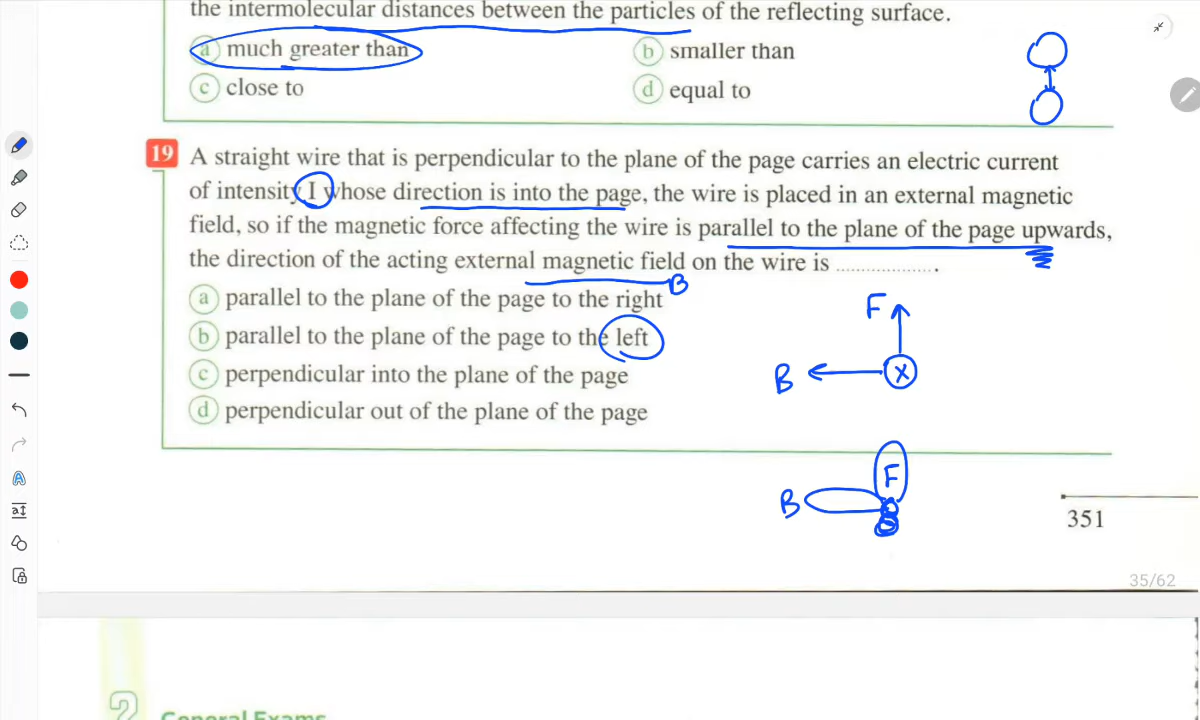 the intermolecular distances between the particles of the reflecting surface.
a much greater than
b smaller than
c close to
d equal to
19 A straight wire that is perpendicular to the plane of the page carries an electric current
of intensity I whose direction is into the page, the wire is placed in an external magnetic
field, so if the magnetic force affecting the wire is parallel to the plane of the page upwards,
the direction of the acting external magnetic field on the wire is ....................
B
a parallel to the plane of the page to the right
b parallel to the plane of the page to the left
c perpendicular into the plane of the page
d perpendicular out of the plane of the page
F
B
X
F
B
351
35/62
2
General Exams